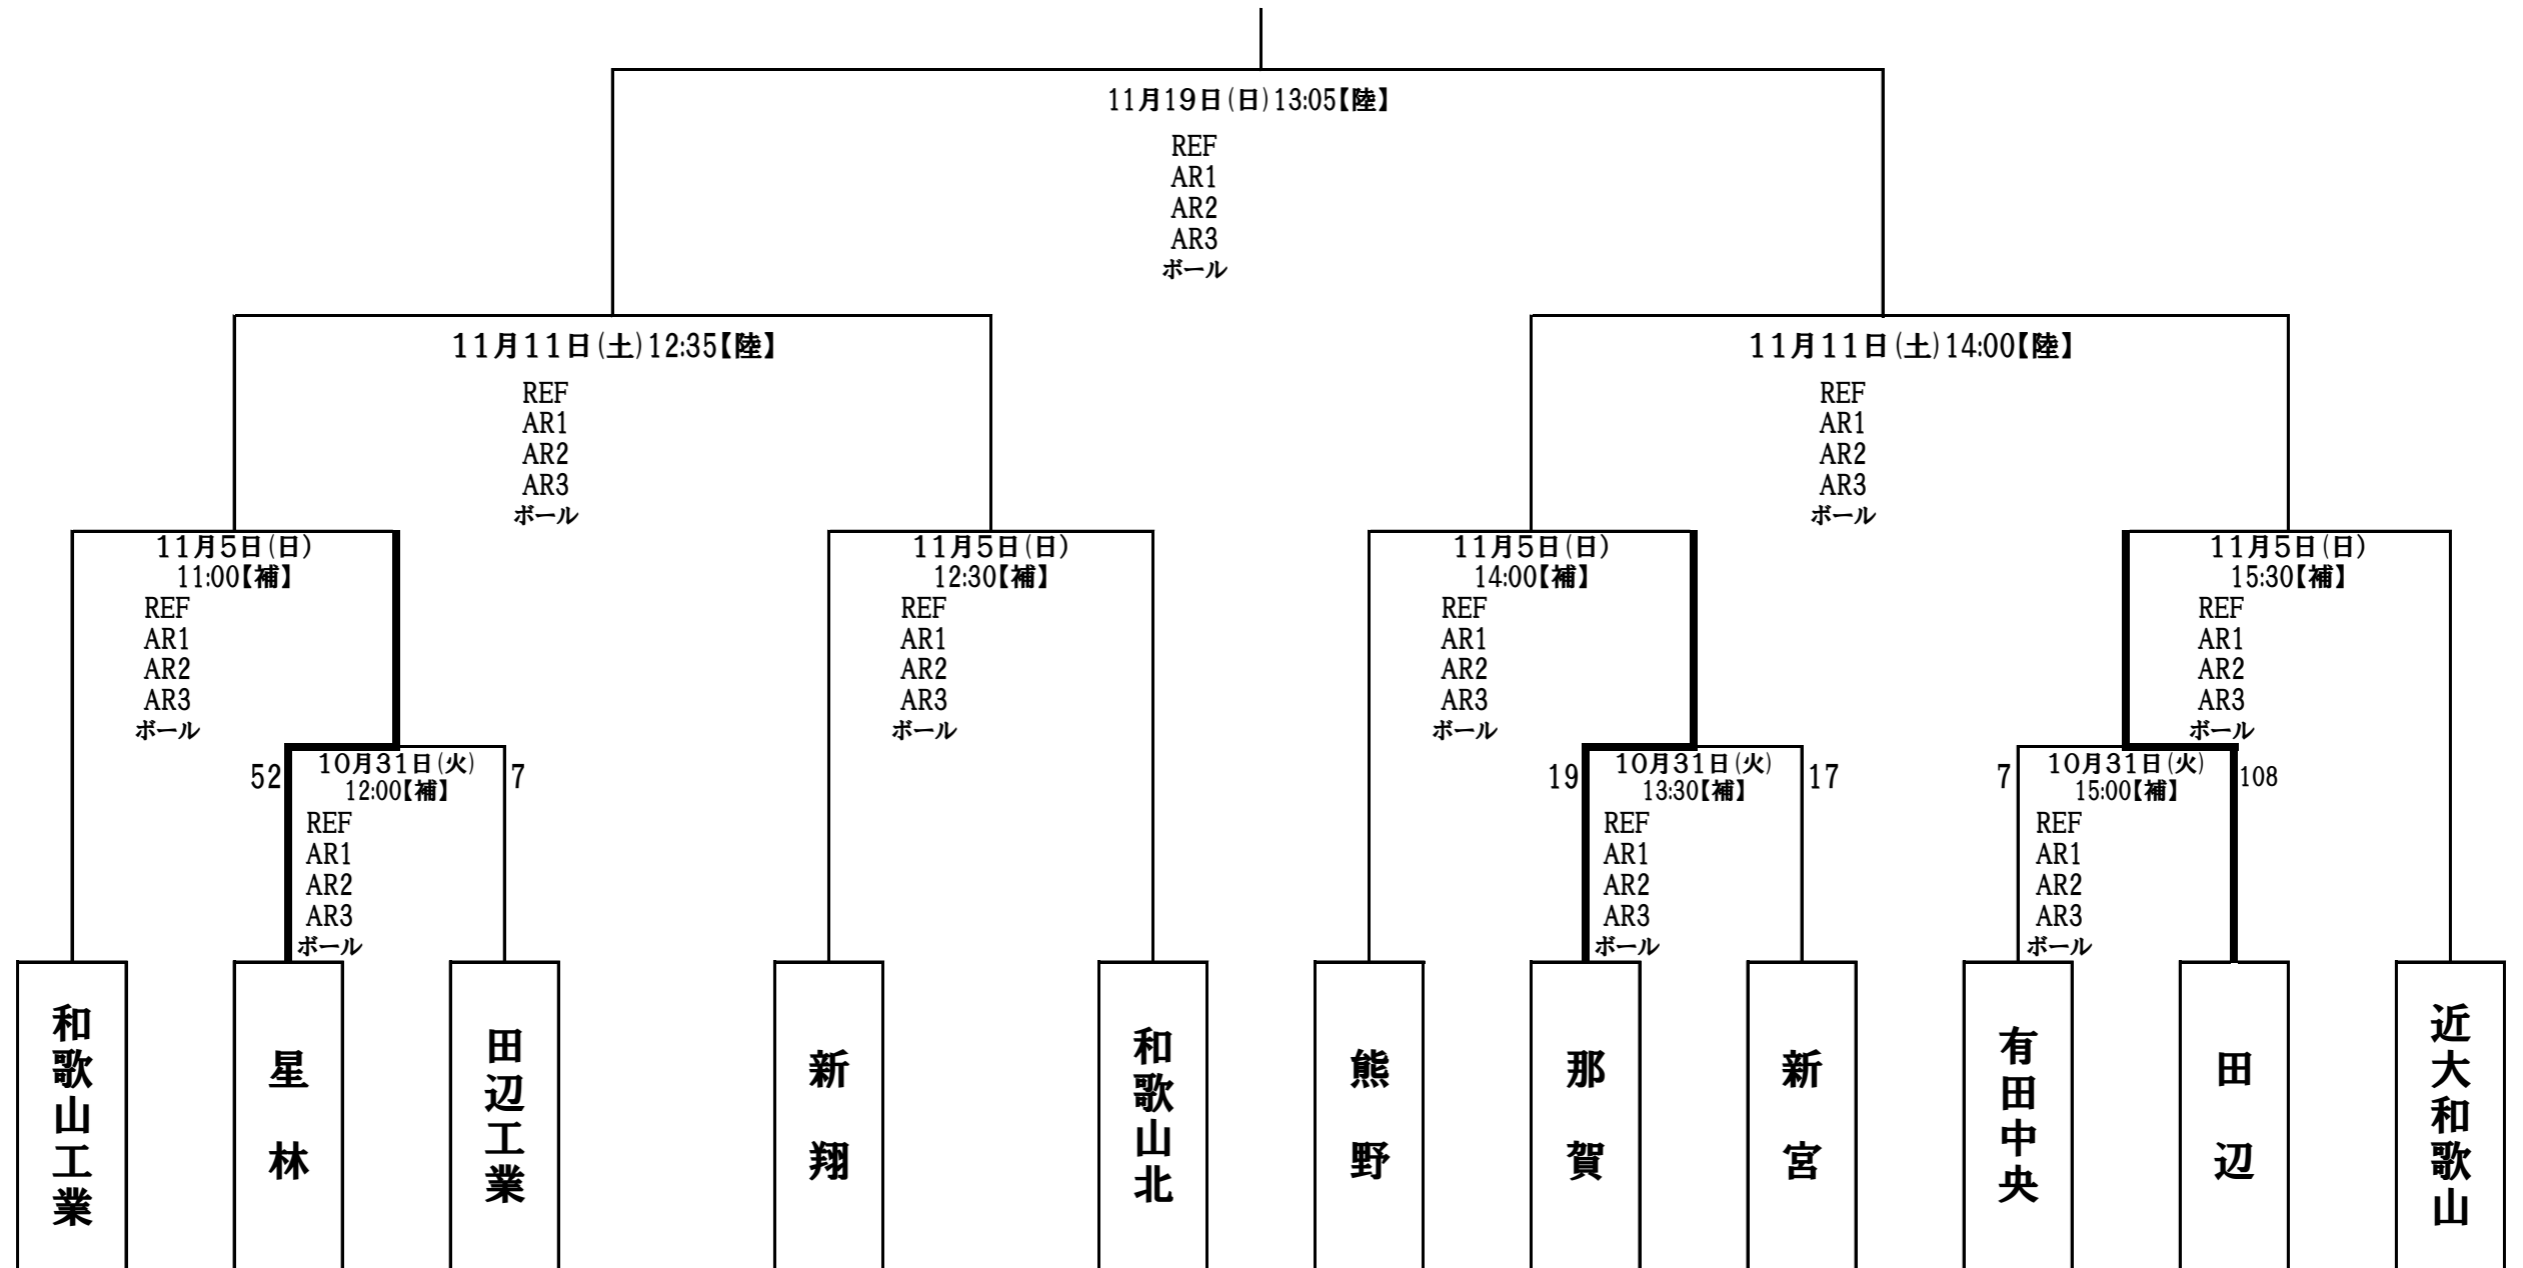 11月19日(日)13:05【陸】
REF
AR1
AR2
AR3
ボール
11月11日(土)12:35【陸】
REF
AR1
AR2
AR3
ボール
11月11日(土)14:00【陸】
REF
AR1
AR2
AR3
ボール
11月5日(日)
11:00【補】
REF
AR1
AR2
AR3
ボール
11月5日(日)
12:30【補】
REF
AR1
AR2
AR3
ボール
11月5日(日)
14:00【補】
REF
AR1
AR2
AR3
ボール
11月5日(日)
15:30【補】
REF
AR1
AR2
AR3
ボール
52
10月31日(火)
12:00【補】
7
REF
AR1
AR2
AR3
ボール
19
10月31日(火)
13:30【補】
17
REF
AR1
AR2
AR3
ボール
7
10月31日(火)
15:00【補】
108
REF
AR1
AR2
AR3
ボール
和歌山工業
星林
田辺工業
新翔
和歌山北
熊野
那賀
新宮
有田中央
田辺
近大和歌山